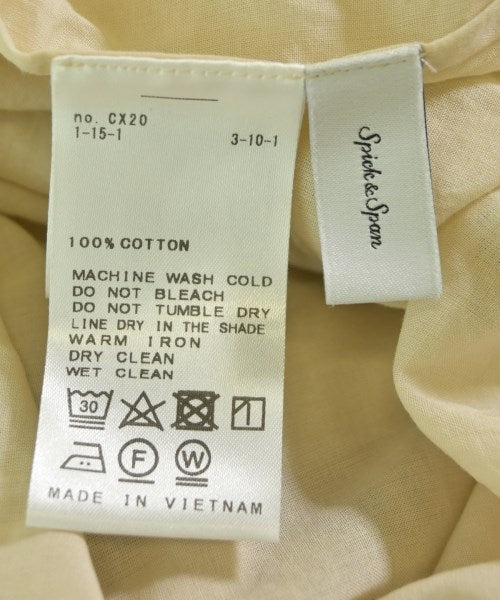 no. CX20
1-15-1
3-10-1
100% COTTON
MACHINE WASH COLD
DO NOT BLEACH
DO NOT TUMBLE DRY
LINE DRY IN THE SHADE
WARM IRON
DRY CLEAN
WET CLEAN
30
F
W
MADE IN VIETNAM
Spick & Span